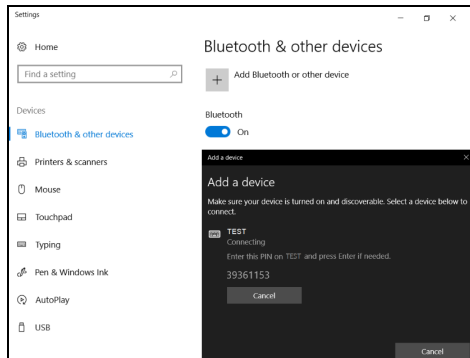 Settings
Home
Find a setting
Devices
Bluetooth & other devices
Printers & scanners
Mouse
Touchpad
Typing
Pen & Windows Ink
AutoPlay
USB
Bluetooth & other devices
Add Bluetooth or other device
Bluetooth
On
Add a device
Add a device
Make sure your device is turned on and discoverable. Select a device below to
connect.
TEST
Connecting
Enter this PIN on TEST and press Enter if needed.
39361153
Cancel
Cancel